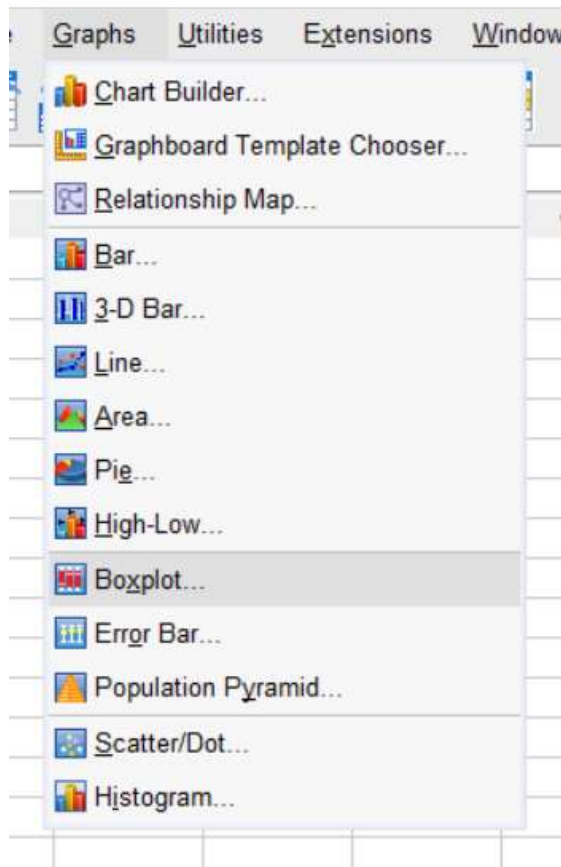 Graphs Utilities Extensions Window
Chart Builder...
Graphboard Template Chooser...
Relationship Map...
Bar...
3-D Bar...
Line...
Area...
Pie...
High-Low...
Boxplot...
Error Bar...
Population Pyramid...
Scatter/Dot...
Histogram...